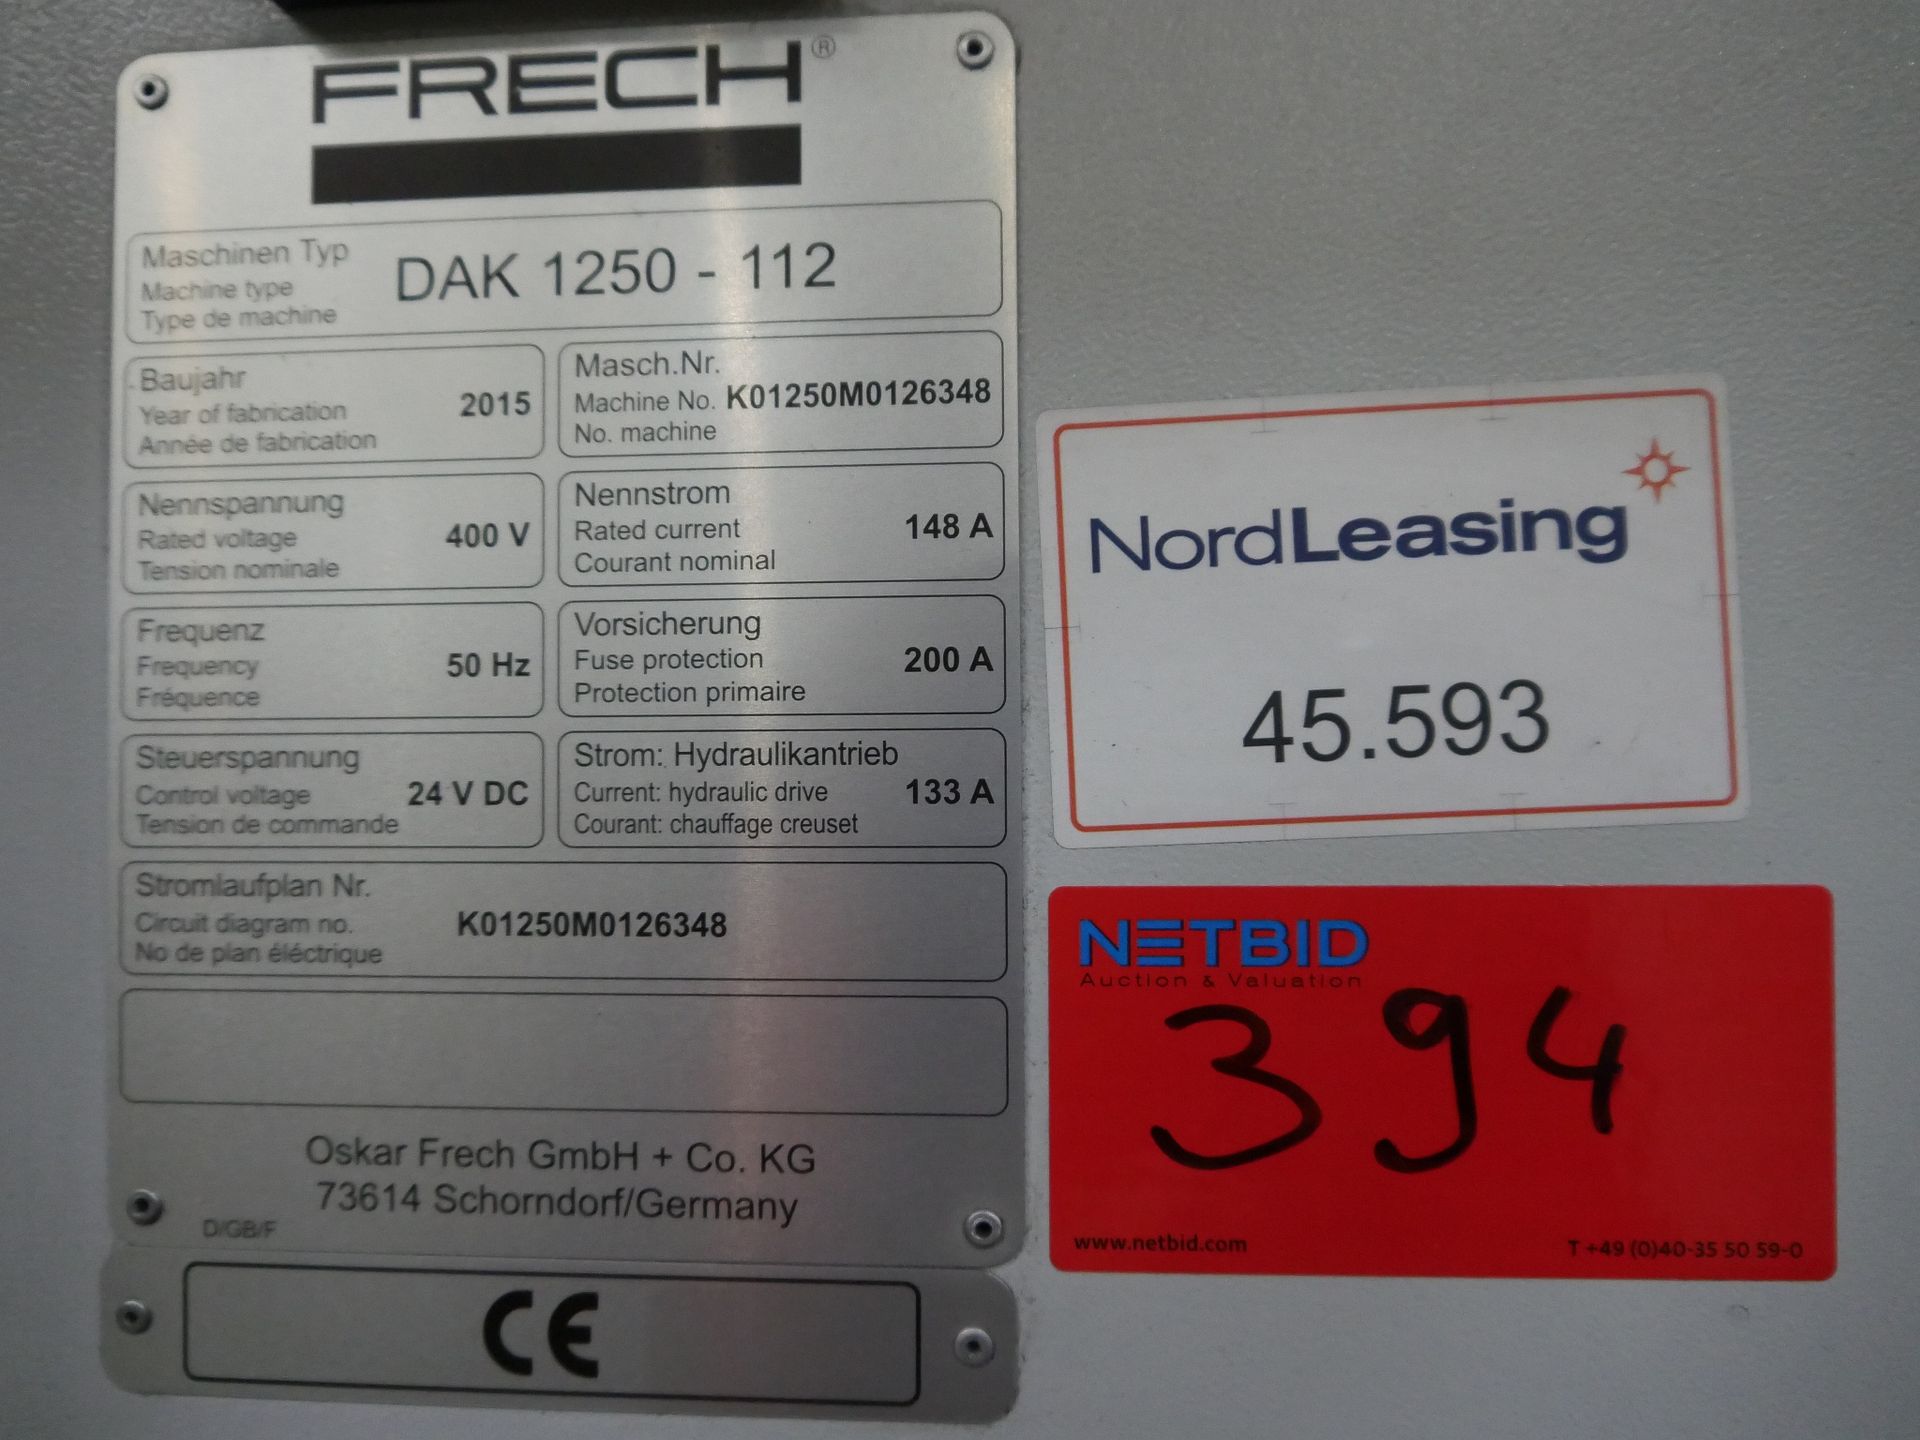 FRECH®
Maschinen Typ
Machine type
Type de machine
DAK 1250 - 112
Baujahr
Year of fabrication
Année de fabrication
2015
Masch.Nr.
Machine No. K01250M0126348
No. machine
Nennspannung
Rated voltage
Tension nominale
400 V
Nennstrom
Rated current
Courant nominal
148 A
Frequenz
Frequency
Fréquence
50 Hz
Vorsicherung
Fuse protection
Protection primaire
200 A
Steuerspannung
Control voltage
Tension de commande
24 V DC
Strom: Hydraulikantrieb
Current: hydraulic drive
Courant: chauffage creuset
133 A
Stromlaufplan Nr.
Circuit diagram no.
No de plan éléctrique
K01250M0126348
Oskar Frech GmbH + Co. KG
73614 Schorndorf/Germany
D/GB/F
CE
NordLeasing
45.593
NETBID
Auction & Valuation
394
www.netbid.com
T +49 (0)40-35 50 59-0